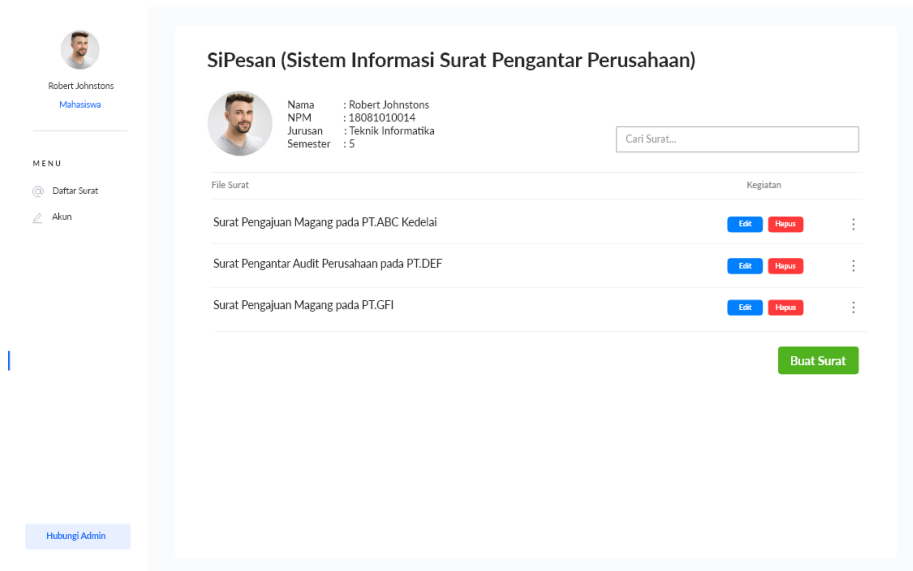 Robert Johnstons
Mahasiswa
MENU
Daftar Surat
Akun
Hubungi Admin
SiPesan (Sistem Informasi Surat Pengantar Perusahaan)
Nama : Robert Johnstons
NPM : 18081010014
Jurusan : Teknik Informatika
Semester : 5
Cari Surat...
File Surat Kegiatan
Surat Pengajuan Magang pada PT.ABC Kedelai Edit Hapus
Surat Pengantar Audit Perusahaan pada PT.DEF Edit Hapus
Surat Pengajuan Magang pada PT.GFI Edit Hapus
Buat Surat